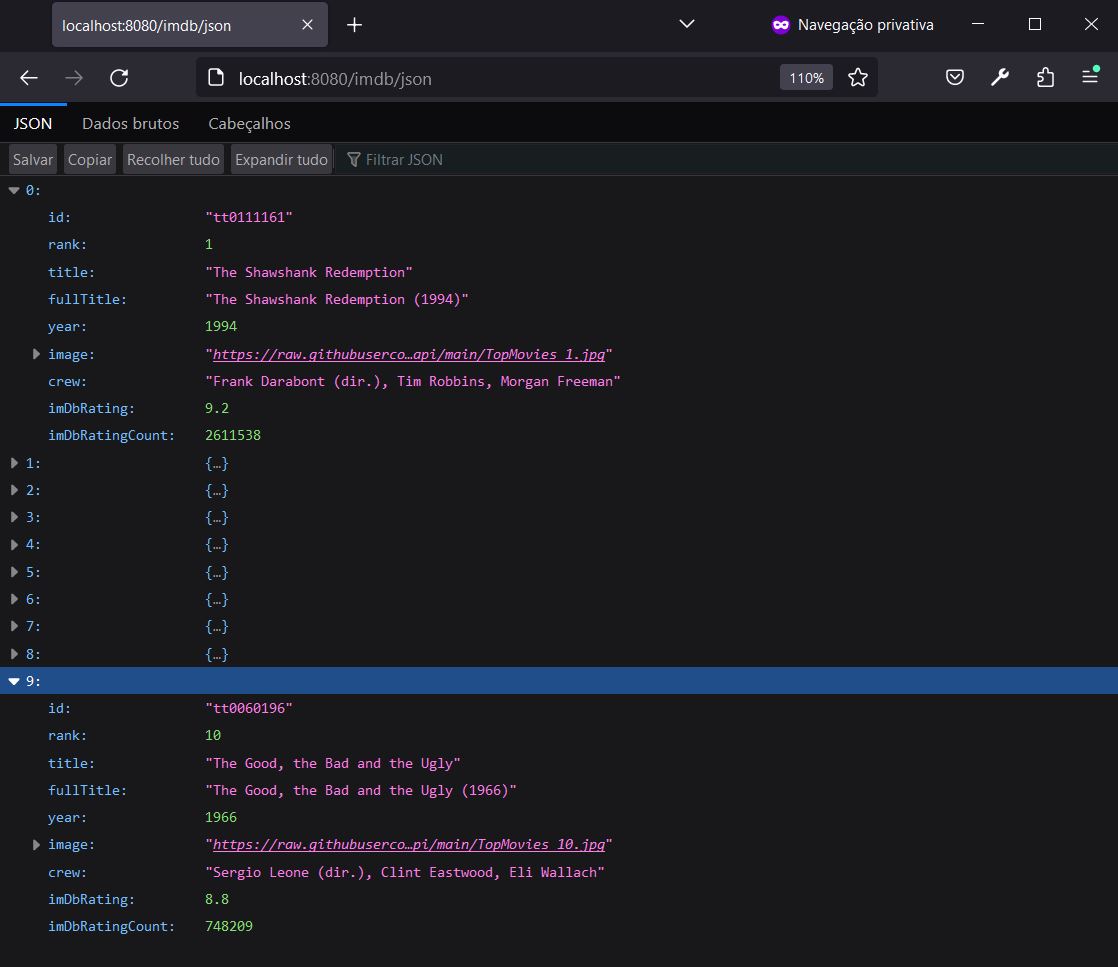 localhost:8080/imdb/json
Navegação privativa
localhost:8080/imdb/json 110%
JSON Dados brutos Cabeçalhos
Salvar Copiar Recolher tudo Expandir tudo Filtrar JSON
0:
id: "tt0111161"
rank: 1
title: "The Shawshank Redemption"
fullTitle: "The Shawshank Redemption (1994)"
year: 1994
image: "https://raw.githubuserco…api/main/TopMovies_1.jpg"
crew: "Frank Darabont (dir.), Tim Robbins, Morgan Freeman"
imDbRating: 9.2
imDbRatingCount: 2611538
1: {…}
2: {…}
3: {…}
4: {…}
5: {…}
6: {…}
7: {…}
8: {…}
9:
id: "tt0060196"
rank: 10
title: "The Good, the Bad and the Ugly"
fullTitle: "The Good, the Bad and the Ugly (1966)"
year: 1966
image: "https://raw.githubuserco…pi/main/TopMovies_10.jpg"
crew: "Sergio Leone (dir.), Clint Eastwood, Eli Wallach"
imDbRating: 8.8
imDbRatingCount: 748209